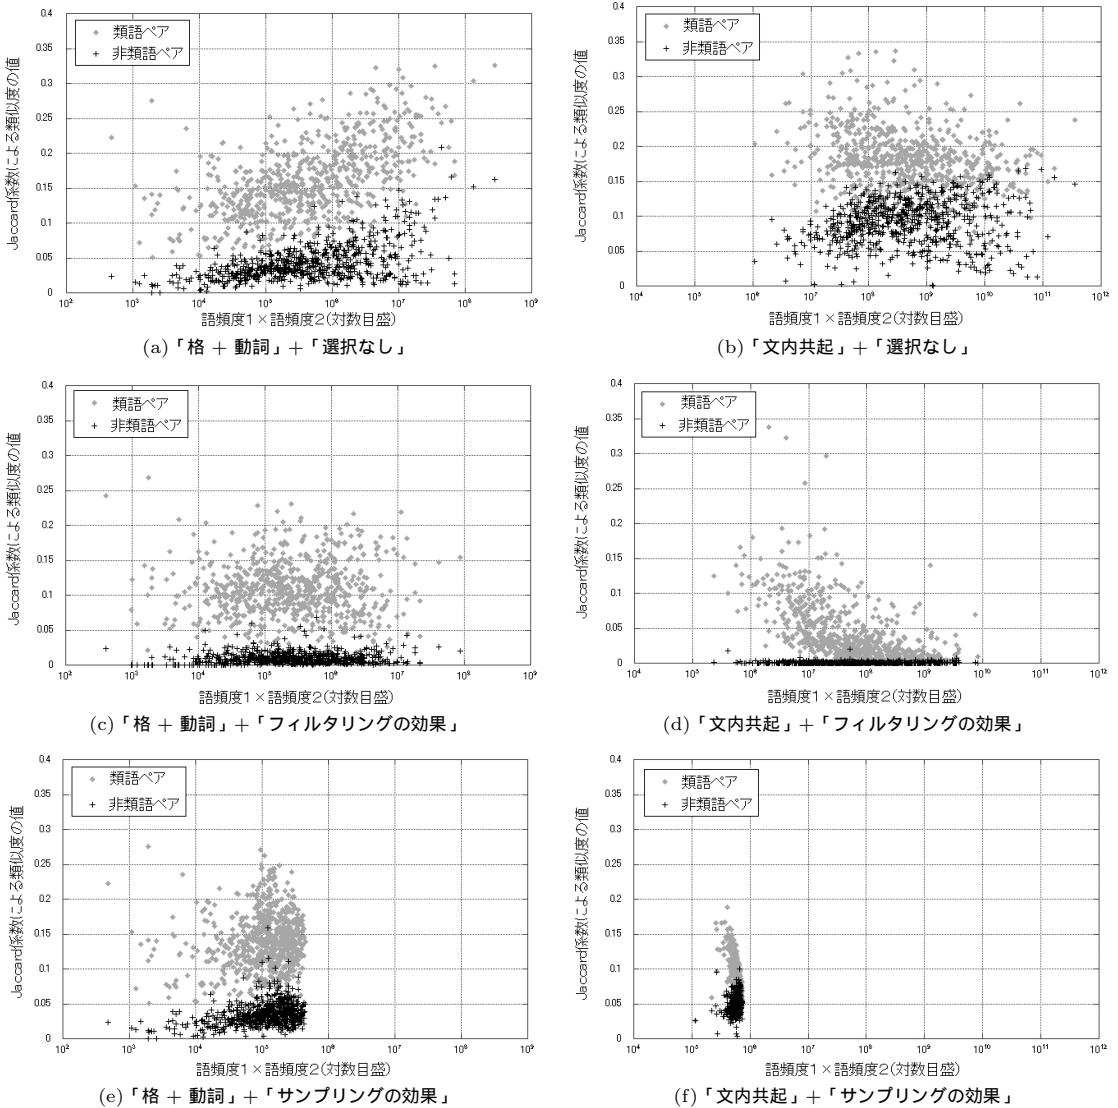 0.4
0.35
0.3
0.25
0.2
0.15
0.1
0.05
0
Jaccard係数による類似度の値
類語ペア
非類語ペア
10² 10³ 10⁴ 10⁵ 10⁶ 10⁷ 10⁸ 10⁹
語頻度1×語頻度2(対数目盛)
(a)「格 + 動詞」+「選択なし」
0.4
0.35
0.3
0.25
0.2
0.15
0.1
0.05
0
Jaccard係数による類似度の値
類語ペア
非類語ペア
10⁴ 10⁵ 10⁶ 10⁷ 10⁸ 10⁹ 10¹⁰ 10¹¹ 10¹²
語頻度1×語頻度2(対数目盛)
(b)「文内共起」+「選択なし」
0.4
0.35
0.3
0.25
0.2
0.15
0.1
0.05
0
Jaccard係数による類似度の値
類語ペア
非類語ペア
10² 10³ 10⁴ 10⁵ 10⁶ 10⁷ 10⁸ 10⁹
語頻度1×語頻度2(対数目盛)
(c)「格 + 動詞」+「フィルタリングの効果」
0.4
0.35
0.3
0.25
0.2
0.15
0.1
0.05
0
Jaccard係数による類似度の値
類語ペア
非類語ペア
10⁴ 10⁵ 10⁶ 10⁷ 10⁸ 10⁹ 10¹⁰ 10¹¹ 10¹²
語頻度1×語頻度2(対数目盛)
(d)「文内共起」+「フィルタリングの効果」
0.4
0.35
0.3
0.25
0.2
0.15
0.1
0.05
0
Jaccard係数による類似度の値
類語ペア
非類語ペア
10² 10³ 10⁴ 10⁵ 10⁶ 10⁷ 10⁸ 10⁹
語頻度1×語頻度2(対数目盛)
(e)「格 + 動詞」+「サンプリングの効果」
0.4
0.35
0.3
0.25
0.2
0.15
0.1
0.05
0
Jaccard係数による類似度の値
類語ペア
非類語ペア
10⁴ 10⁵ 10⁶ 10⁷ 10⁸ 10⁹ 10¹⁰ 10¹¹ 10¹²
語頻度1×語頻度2(対数目盛)
(f)「文内共起」+「サンプリングの効果」